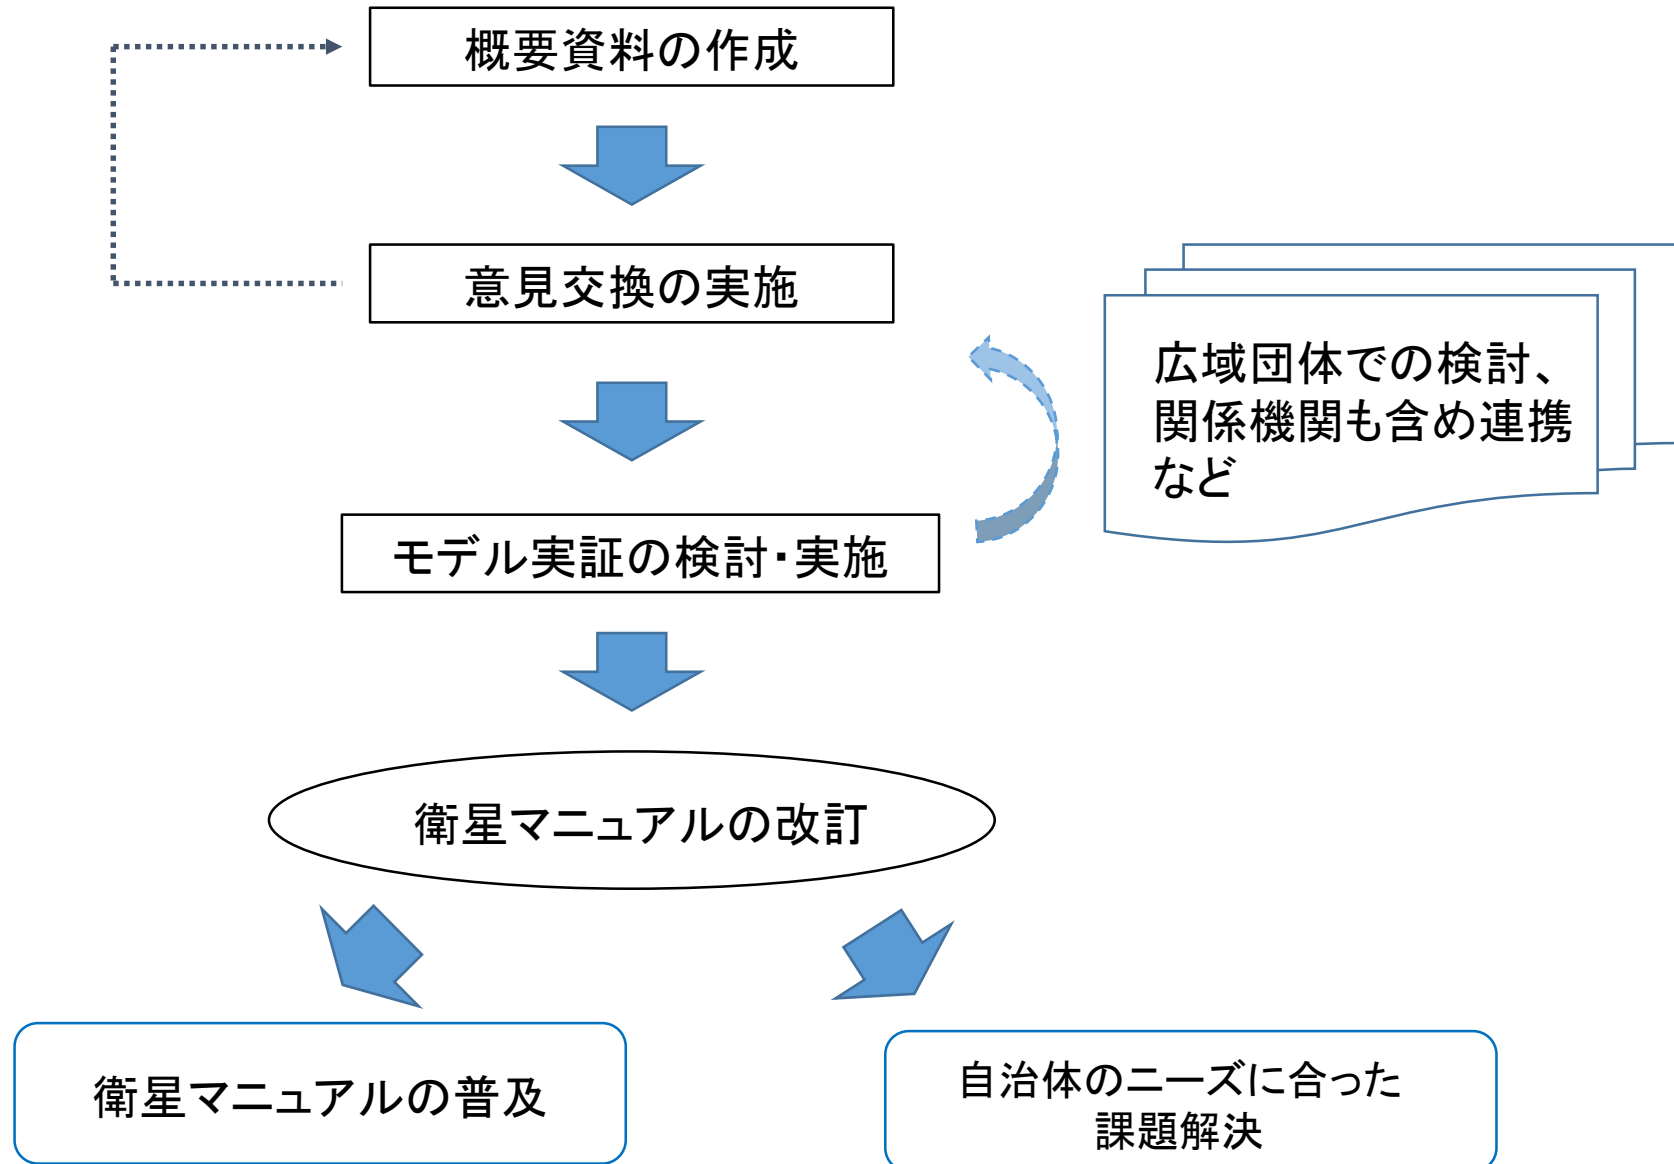 概要資料の作成
意見交換の実施
広域団体での検討、
関係機関も含め連携
など
モデル実証の検討・実施
衛星マニュアルの改訂
衛星マニュアルの普及
自治体のニーズに合った
課題解決